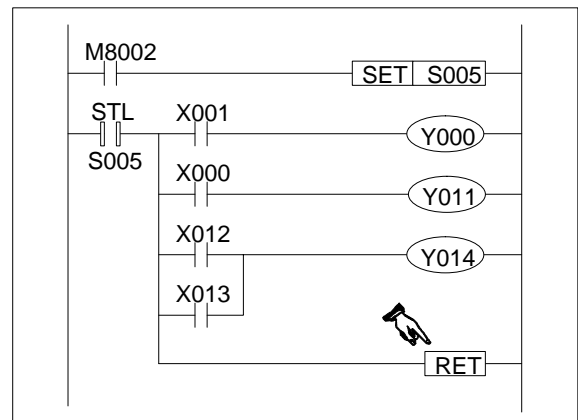 M8002
SET S005
STL
X001
Y000
S005
X000
Y011
X012
Y014
X013
RET